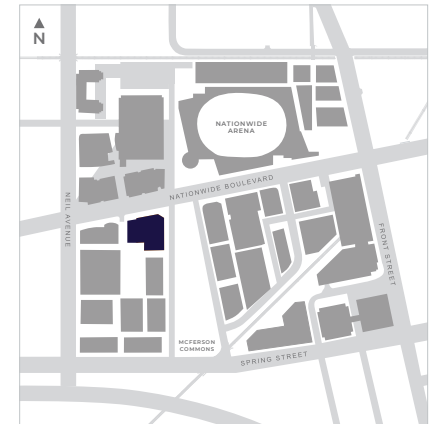 N
NATIONWIDE
ARENA
NATIONWIDE BOULEVARD
NEIL AVENUE
FRONT STREET
MCFERSON
COMMONS
SPRING STREET